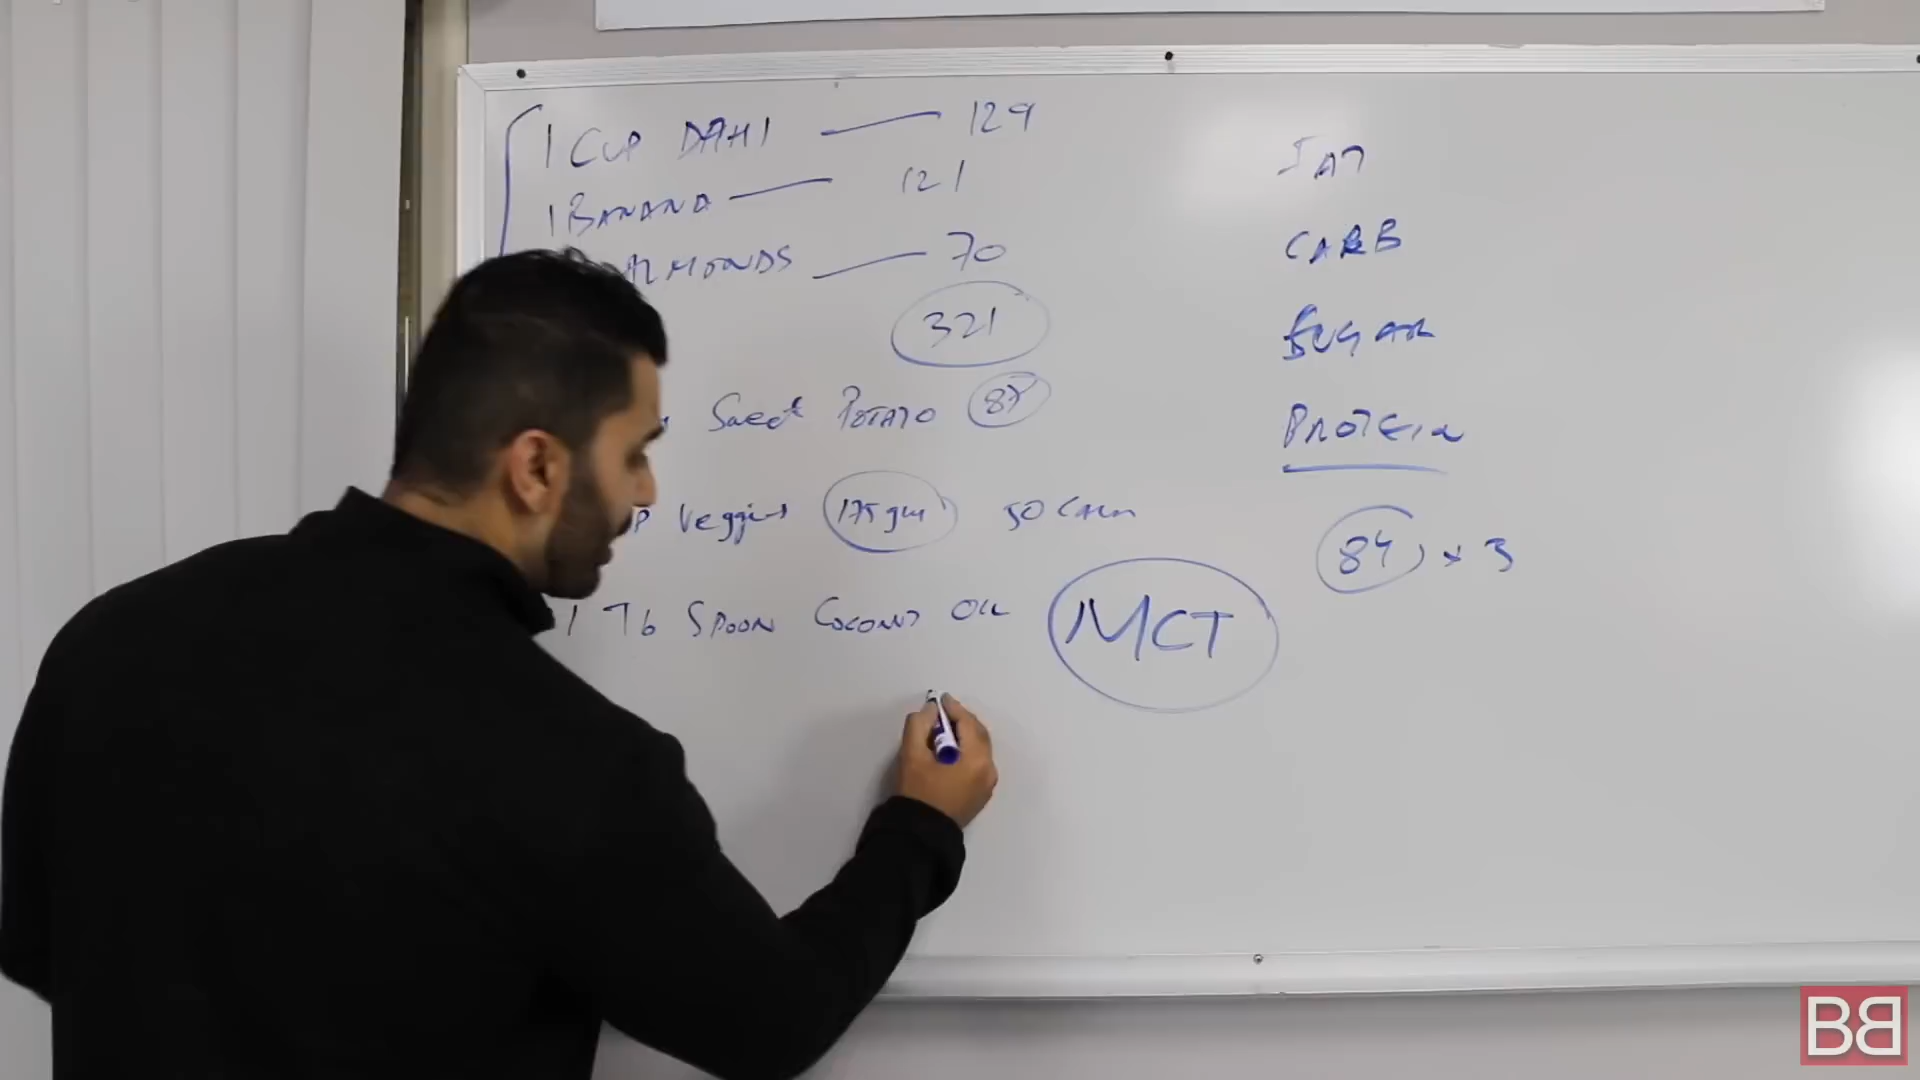 1 CUP DAHI — 129
1 BANANA — 121
ALMONDS — 70
321
Sweet POTATO 87
Veggies 175 gm 50 CALS
1 Tb SPOON COCONUT OIL MCT
FAT
CARB
SUGAR
PROTEIN
84 x 3
BB